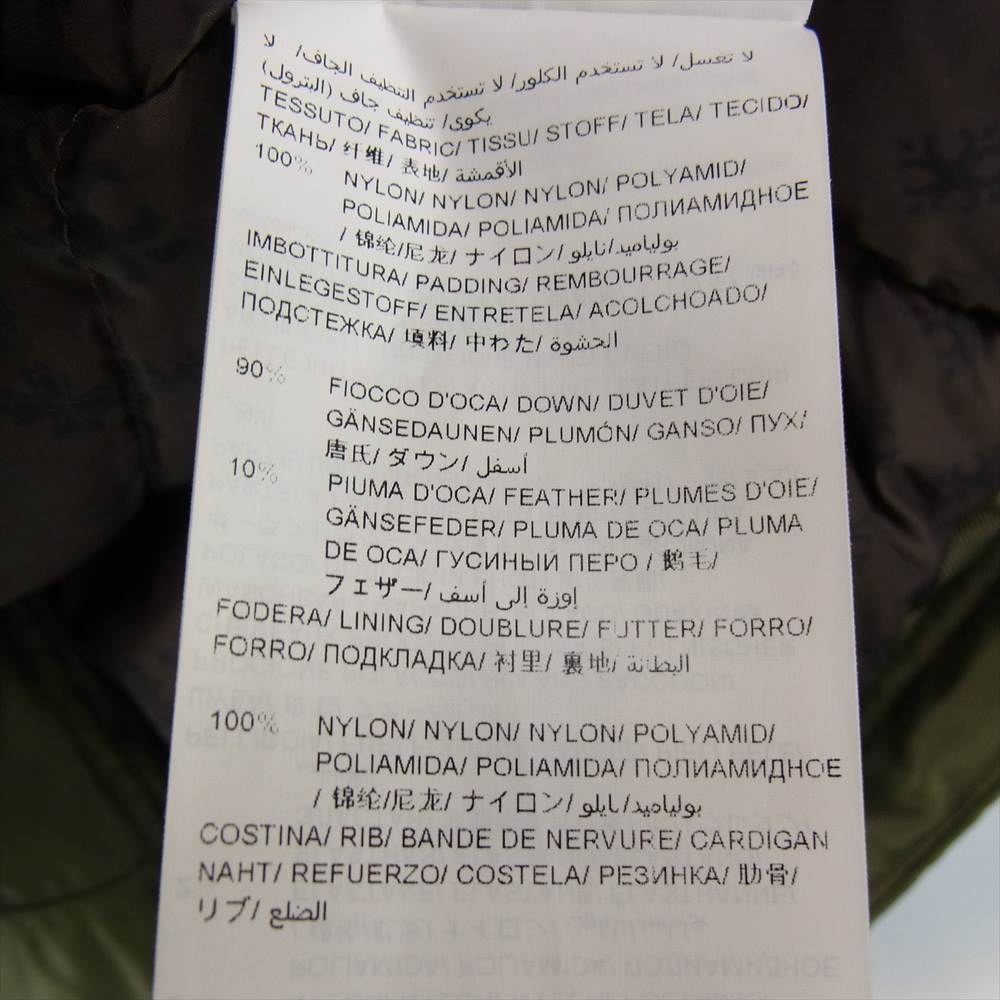 لا تغسل/ لا تستخدم الكلور/ لا تستخدم التنظيف الجاف/ لا
يكوى/ تنظيف جاف (البترول)
TESSUTO/ FABRIC/ TISSU/ STOFF/ TELA/ TECIDO/
ТКАНЬ/ 纤维/ 表地/ الأقمشة
100%
NYLON/ NYLON/ NYLON/ POLYAMID/
POLIAMIDA/ POLIAMIDA/ ПОЛИАМИДНОЕ
/ 锦纶/尼龙/ ナイロン/ بولياميد/نايلو
IMBOTTITURA/ PADDING/ REMBOURRAGE/
EINLEGESTOFF/ ENTRETELA/ ACOLCHOADO/
ПОДСТЕЖКА/ 填料/ 中わた/ الحشوة
90%
FIOCCO D'OCA/ DOWN/ DUVET D'OIE/
GÄNSEDAUNEN/ PLUMÓN/ GANSO/ ПУХ/
唐氏/ ダウン/ أسفل
10%
PIUMA D'OCA/ FEATHER/ PLUMES D'OIE/
GÄNSEFEDER/ PLUMA DE OCA/ PLUMA
DE OCA/ ГУСИНЫЙ ПЕРО / 鹅毛/
フェザー/ إوزة إلى أسف
FODERA/ LINING/ DOUBLURE/ FUTTER/ FORRO/
FORRO/ ПОДКЛАДКА/ 衬里/ 裏地/ البطانة
100%
NYLON/ NYLON/ NYLON/ POLYAMID/
POLIAMIDA/ POLIAMIDA/ ПОЛИАМИДНОЕ
/ 锦纶/尼龙/ ナイロン/ بولياميد/نايلو
COSTINA/ RIB/ BANDE DE NERVURE/ CARDIGAN
NAHT/ REFUERZO/ COSTELA/ РЕЗИНКА/ 肋骨/
リブ/ الضلع